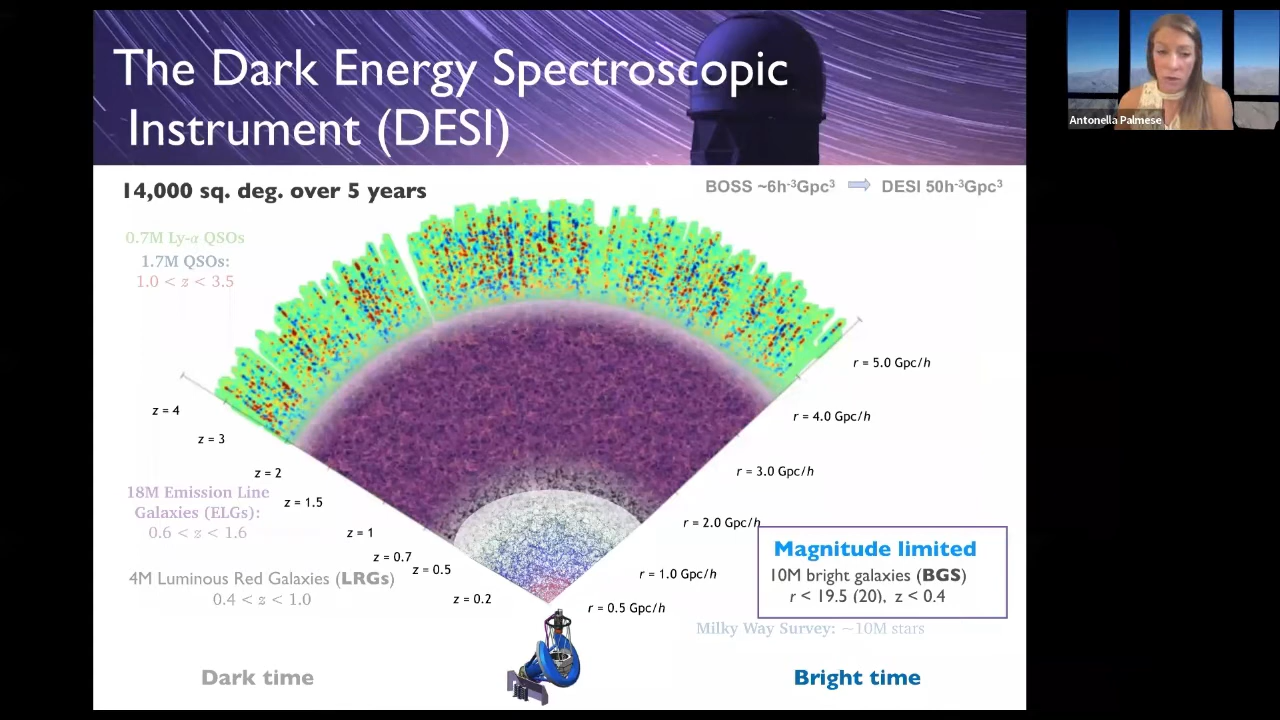 The Dark Energy Spectroscopic
Instrument (DESI)
Antonella Palmese
14,000 sq. deg. over 5 years
BOSS ~6h⁻³Gpc³ ⇨ DESI 50h⁻³Gpc³
0.7M Ly-α QSOs
1.7M QSOs:
1.0 < z < 3.5
z = 4
z = 3
z = 2
z = 1.5
z = 1
z = 0.7
z = 0.5
z = 0.2
r = 5.0 Gpc/h
r = 4.0 Gpc/h
r = 3.0 Gpc/h
r = 2.0 Gpc/h
r = 1.0 Gpc/h
r = 0.5 Gpc/h
18M Emission Line
Galaxies (ELGs):
0.6 < z < 1.6
4M Luminous Red Galaxies (LRGs)
0.4 < z < 1.0
Magnitude limited
10M bright galaxies (BGS)
r < 19.5 (20), z < 0.4
Milky Way Survey: ~10M stars
Dark time
Bright time